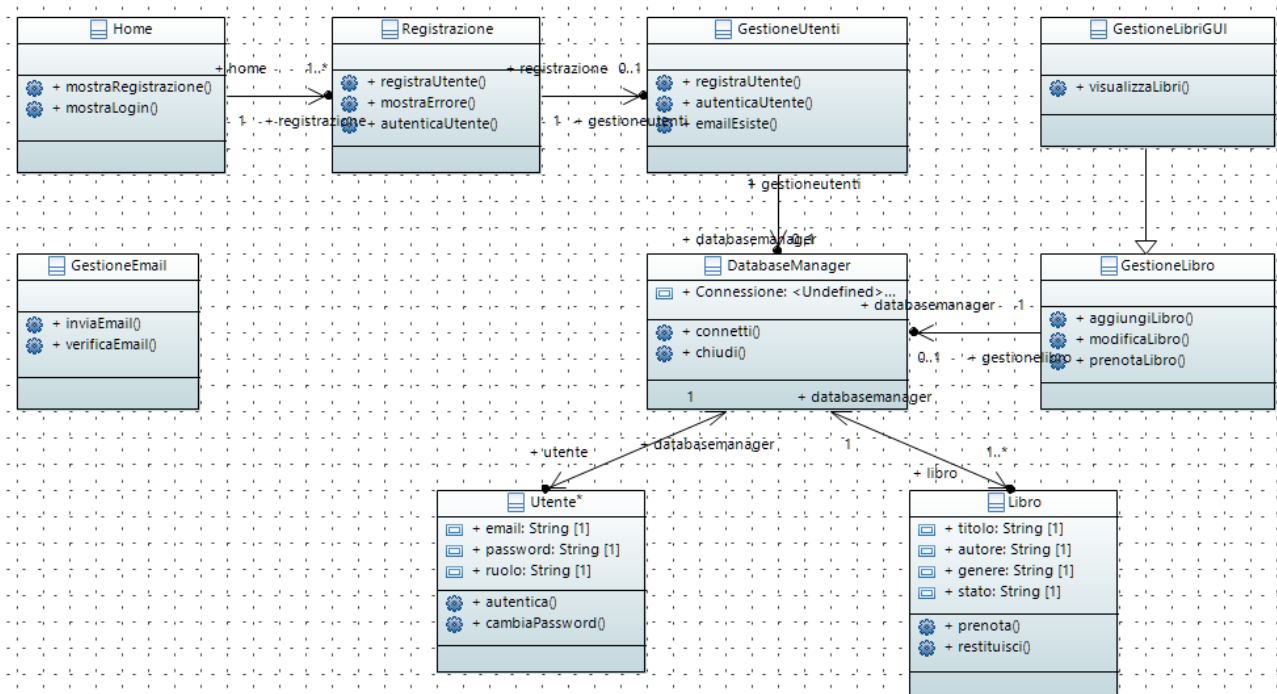 Home
+ mostraRegistrazione()
+ mostraLogin()
+ home
1..*
1
+ registrazione
Registrazione
+ registraUtente()
+ mostraErrore()
+ autenticaUtente()
+ registrazione
0..1
1
+ gestioneutenti
GestioneUtenti
+ registraUtente()
+ autenticaUtente()
+ emailEsiste()
1
+ gestioneutenti
+ databasemanager
0..1
GestioneLibriGUI
+ visualizzaLibri()
GestioneEmail
+ inviaEmail()
+ verificaEmail()
DatabaseManager
+ Connessione: <Undefined>...
+ connetti()
+ chiudi()
+ databasemanager
1
0..1
+ gestionelibro
GestioneLibro
+ aggiungiLibro()
+ modificaLibro()
+ prenotaLibro()
1
+ databasemanager
+ databasemanager
1
+ utente
*
1..*
+ libro
Utente
+ email: String [1]
+ password: String [1]
+ ruolo: String [1]
+ autentica()
+ cambiaPassword()
Libro
+ titolo: String [1]
+ autore: String [1]
+ genere: String [1]
+ stato: String [1]
+ prenota()
+ restituisci()